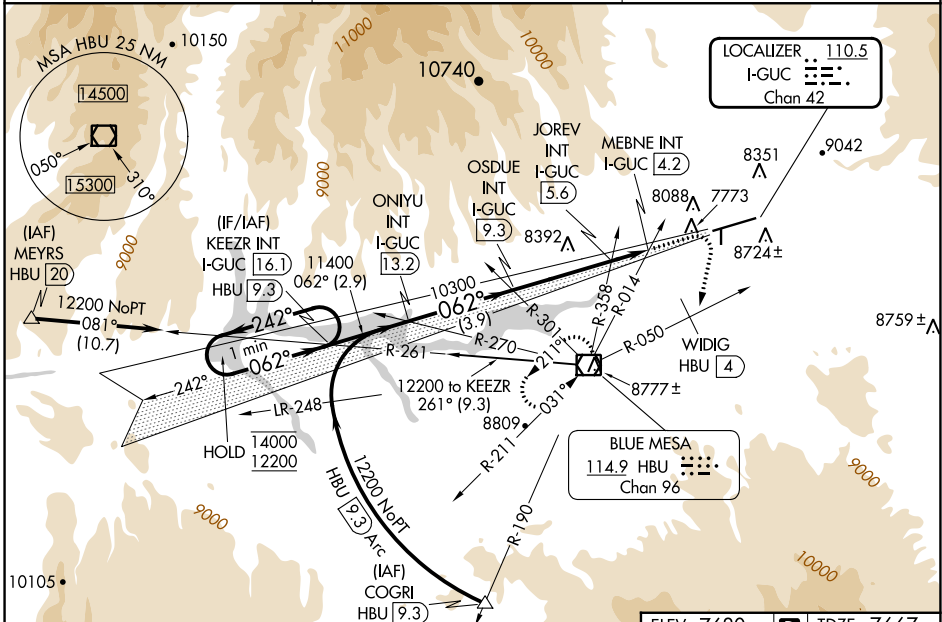 MSA HBU 25 NM
10150
14500
050°
310°
15300
11000
10000
10740
LOCALIZER 110.5
I-GUC
Chan 42
9042
8351
9000
JOREV
INT
I-GUC
5.6
MEBNE INT
I-GUC 4.2
8088
7773
OSDUE
INT
I-GUC
9.3
8392
8724±
ONIYU
INT
I-GUC
13.2
(IF/IAF)
KEEZR INT
I-GUC 16.1
HBU 9.3
11400
062° (2.9)
(IAF)
MEYRS
HBU 20
9000
12200 NoPT
081°
(10.7)
10300
062°
(3.9)
242°
1 min
062°
242°
R-261
R-270
R-301
R-358
R-014
R-050
211°
031°
WIDIG
HBU 4
8759±
8777±
12200 to KEEZR
261° (9.3)
LR-248
HOLD 14000
12200
8809
R-211
BLUE MESA
114.9 HBU
Chan 96
12200 NoPT
HBU 9.3 Arc
R-190
9000
9000
10000
10105
(IAF)
COGRI
HBU 9.3
ELEV 7680
D
TDZE 7667